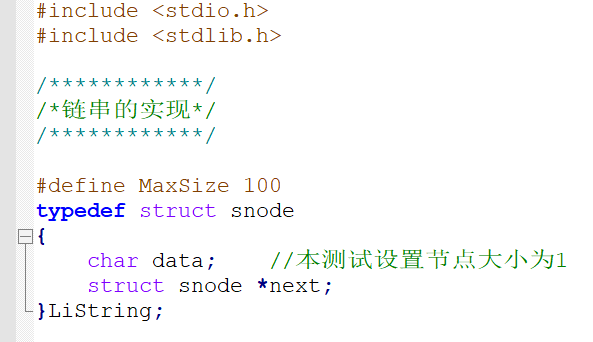 #include <stdio.h>
#include <stdlib.h>
/************/
/*链串的实现*/
/************/
#define MaxSize 100
typedef struct snode
{
char data; //本测试设置节点大小为1
struct snode *next;
}LiString;